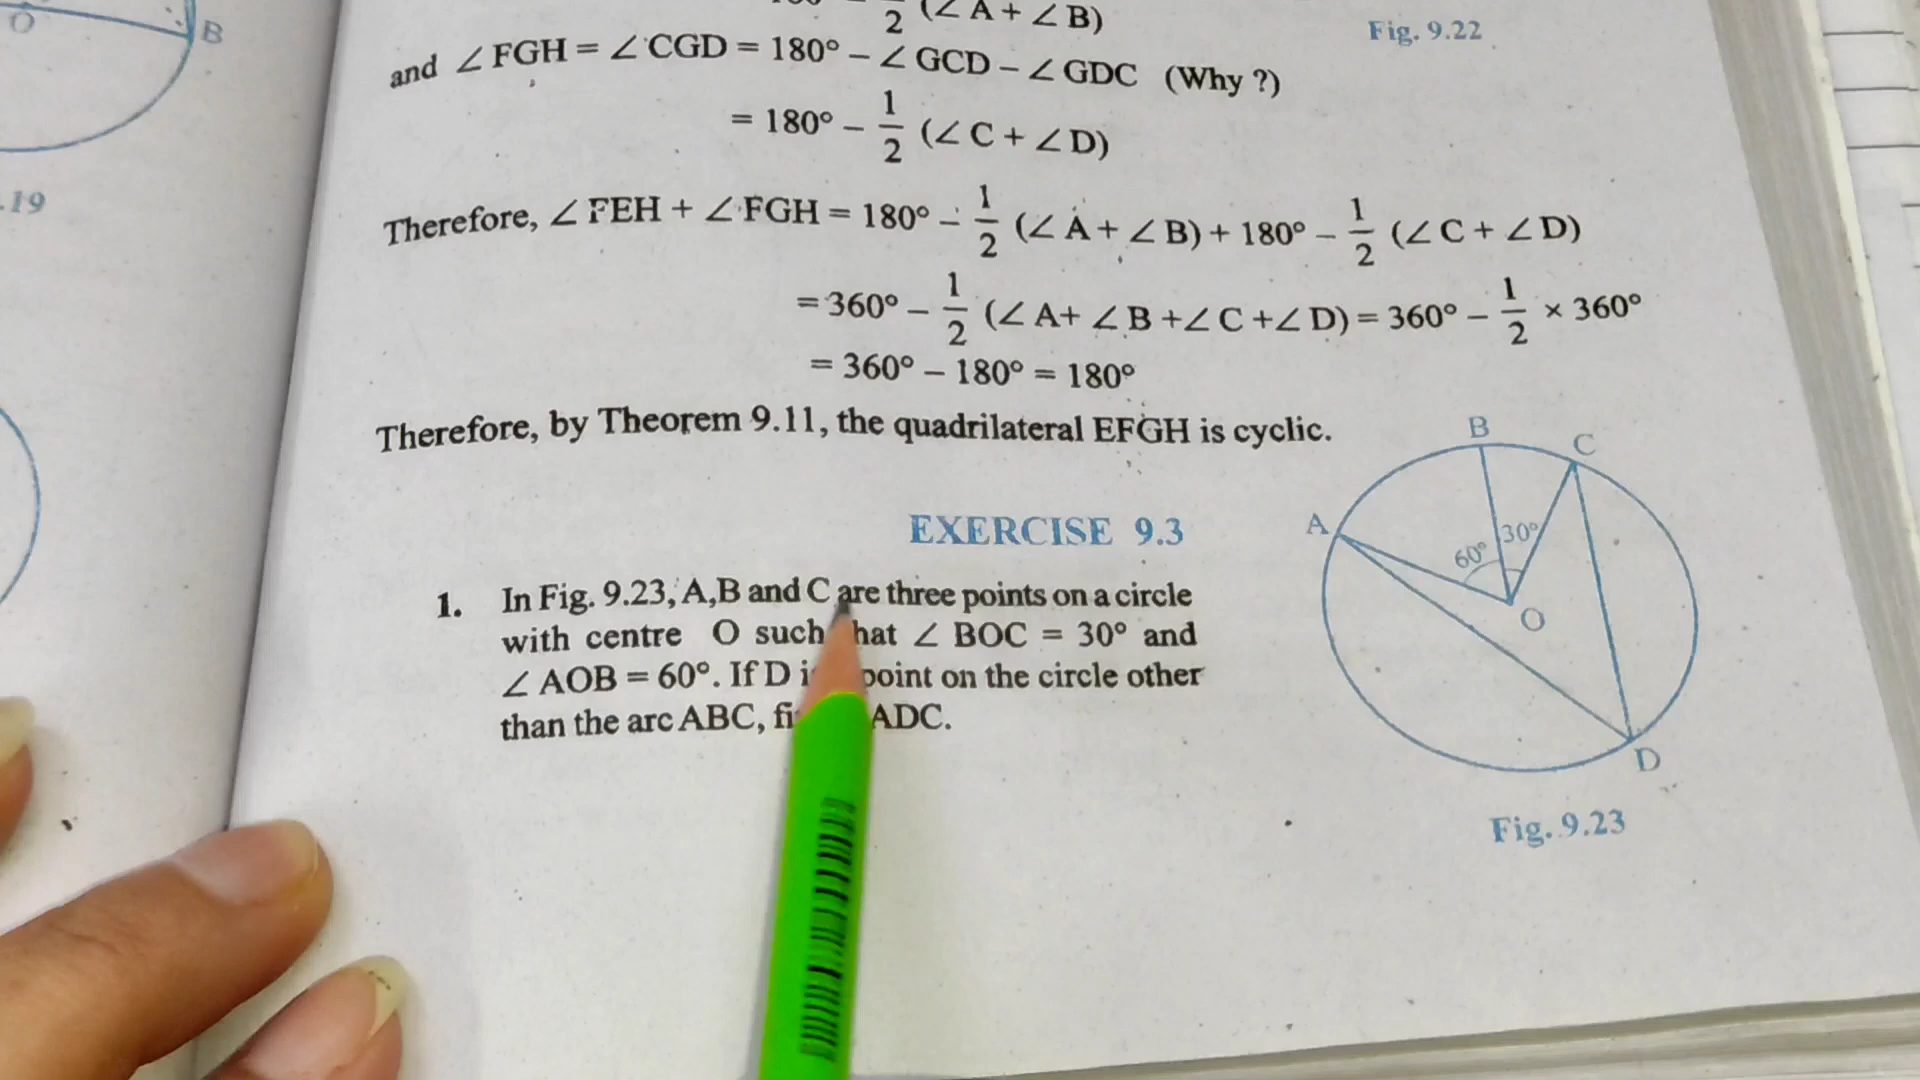 O
B
.19
2 (∠ A + ∠ B)
Fig. 9.22
and ∠ FGH = ∠ CGD = 180° – ∠ GCD – ∠ GDC (Why ?)
= 180° – 1/2 (∠ C + ∠ D)
Therefore, ∠ FEH + ∠ FGH = 180° – 1/2 (∠ A + ∠ B) + 180° – 1/2 (∠ C + ∠ D)
= 360° – 1/2 (∠ A+ ∠ B +∠ C +∠ D) = 360° – 1/2 × 360°
= 360° – 180° = 180°
Therefore, by Theorem 9.11, the quadrilateral EFGH is cyclic.
EXERCISE 9.3
1. In Fig. 9.23, A,B and C are three points on a circle
with centre O such hat ∠ BOC = 30° and
∠ AOB = 60°. If D point on the circle other
than the arc ABC, ADC.
B
C
A
60°
30°
O
D
Fig. 9.23